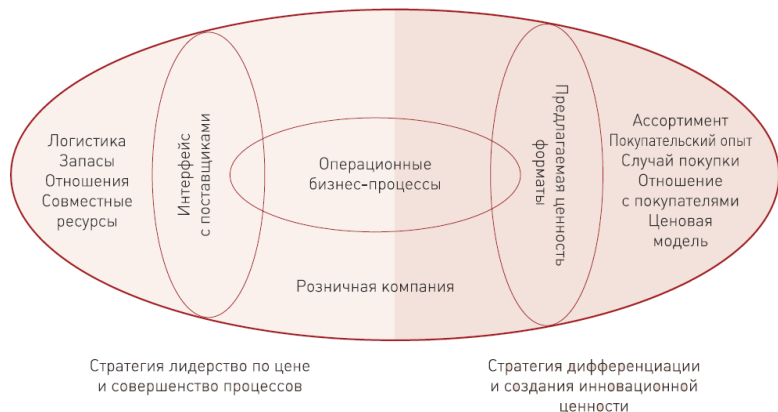 Логистика
Запасы
Отношения
Совместные
ресурсы
Интерфейс
с поставщиками
Операционные
бизнес-процессы
Розничная компания
Предлагаемая ценность
форматы
Ассортимент
Покупательский опыт
Случай покупки
Отношение
с покупателями
Ценовая
модель
Стратегия лидерство по цене
и совершенство процессов
Стратегия дифференциации
и создания инновационной
ценности